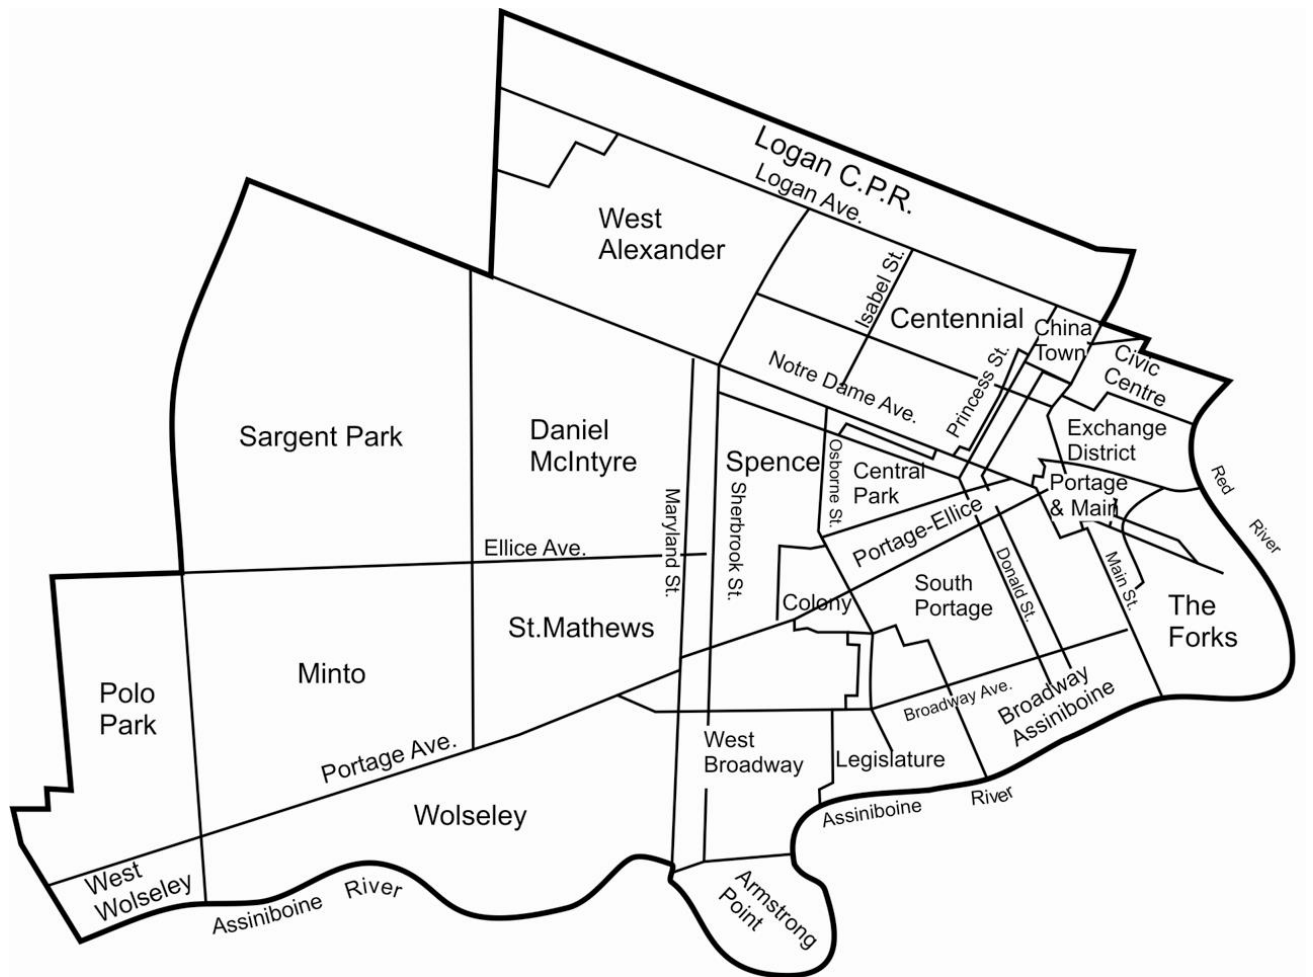 Logan C.P.R.
Logan Ave.
West
Alexander
Isabel St.
Centennial
China
Town
Civic
Centre
Notre Dame Ave.
Princess St.
Exchange
District
Sargent Park
Daniel
McIntyre
Spence
Osborne St.
Central
Park
Portage
& Main
Red
River
Maryland St.
Sherbrook St.
Portage-Ellice
Ellice Ave.
Donald St.
Main St.
South
Portage
Colony
The
Forks
St.Mathews
Minto
Polo
Park
Broadway Ave.
Broadway
Assiniboine
Portage Ave.
West
Broadway
Legislature
Wolseley
Assiniboine
River
West
Wolseley
Assiniboine
River
Armstrong
Point